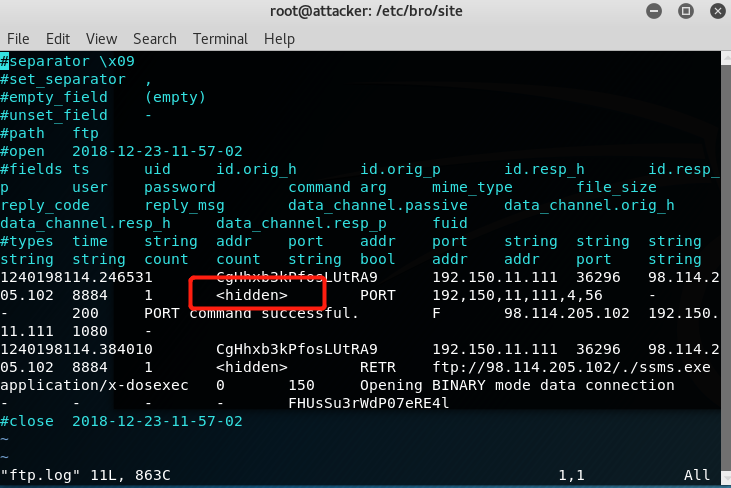 root@attacker: /etc/bro/site
File Edit View Search Terminal Help
#separator \x09
#set_separator ,
#empty_field (empty)
#unset_field -
#path ftp
#open 2018-12-23-11-57-02
#fields ts uid id.orig_h id.orig_p id.resp_h id.resp_
p user password command arg mime_type file_size
reply_code reply_msg data_channel.passive data_channel.orig_h
data_channel.resp_h data_channel.resp_p fuid
#types time string addr port addr port string string string
string string count count string bool addr addr port string
1240198114.246531 CgHhxb3kPfosLUtRA9 192.150.11.111 36296 98.114.2
05.102 8884 1 <hidden> PORT 192,150,11,111,4,56 -
- 200 PORT command successful. F 98.114.205.102 192.150.
11.111 1080 -
1240198114.384010 CgHhxb3kPfosLUtRA9 192.150.11.111 36296 98.114.2
05.102 8884 1 <hidden> RETR ftp://98.114.205.102/./ssms.exe
application/x-dosexec 0 150 Opening BINARY mode data connection
- - - - FHUsSu3rWdP07eRE4l
#close 2018-12-23-11-57-02
~
~
"ftp.log" 11L, 863C 1,1 All